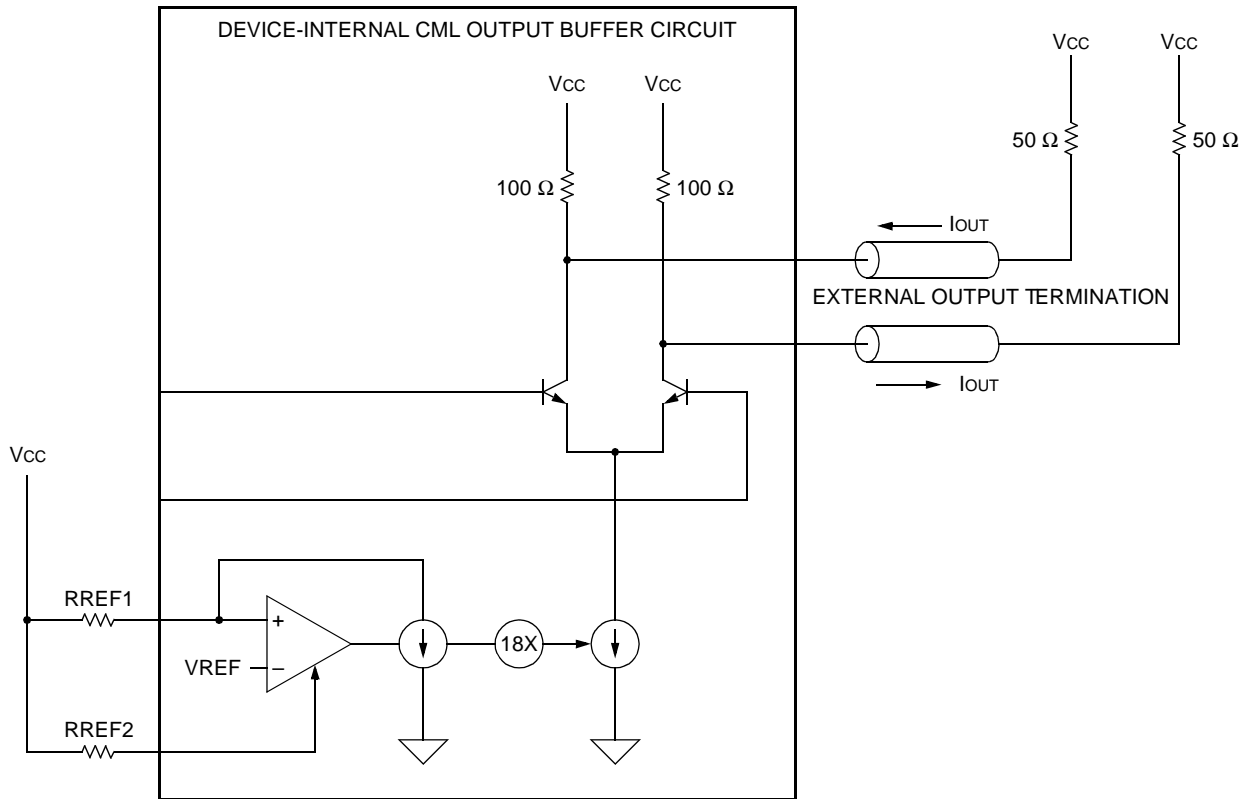 DEVICE-INTERNAL CML OUTPUT BUFFER CIRCUIT
VCC VCC
VCC VCC
50 Ω 50 Ω
100 Ω 100 Ω
IOUT
EXTERNAL OUTPUT TERMINATION
IOUT
VCC
RREF1
+
18X
VREF −
RREF2